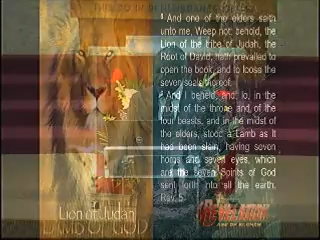 5 And one of the elders saith
unto me, Weep not: behold, the
Lion of the tribe of Judah, the
Root of David, hath prevailed to
open the book, and to loose the
seven seals thereof.
6 And I beheld, and, lo, in the
midst of the throne and of the
four beasts, and in the midst of
the elders, stood a Lamb as it
had been slain, having seven
horns and seven eyes, which
are the seven Spirits of God
sent forth into all the earth.
Rev. 5
Lion of Judah
LAMB OF GOD
REVELATION